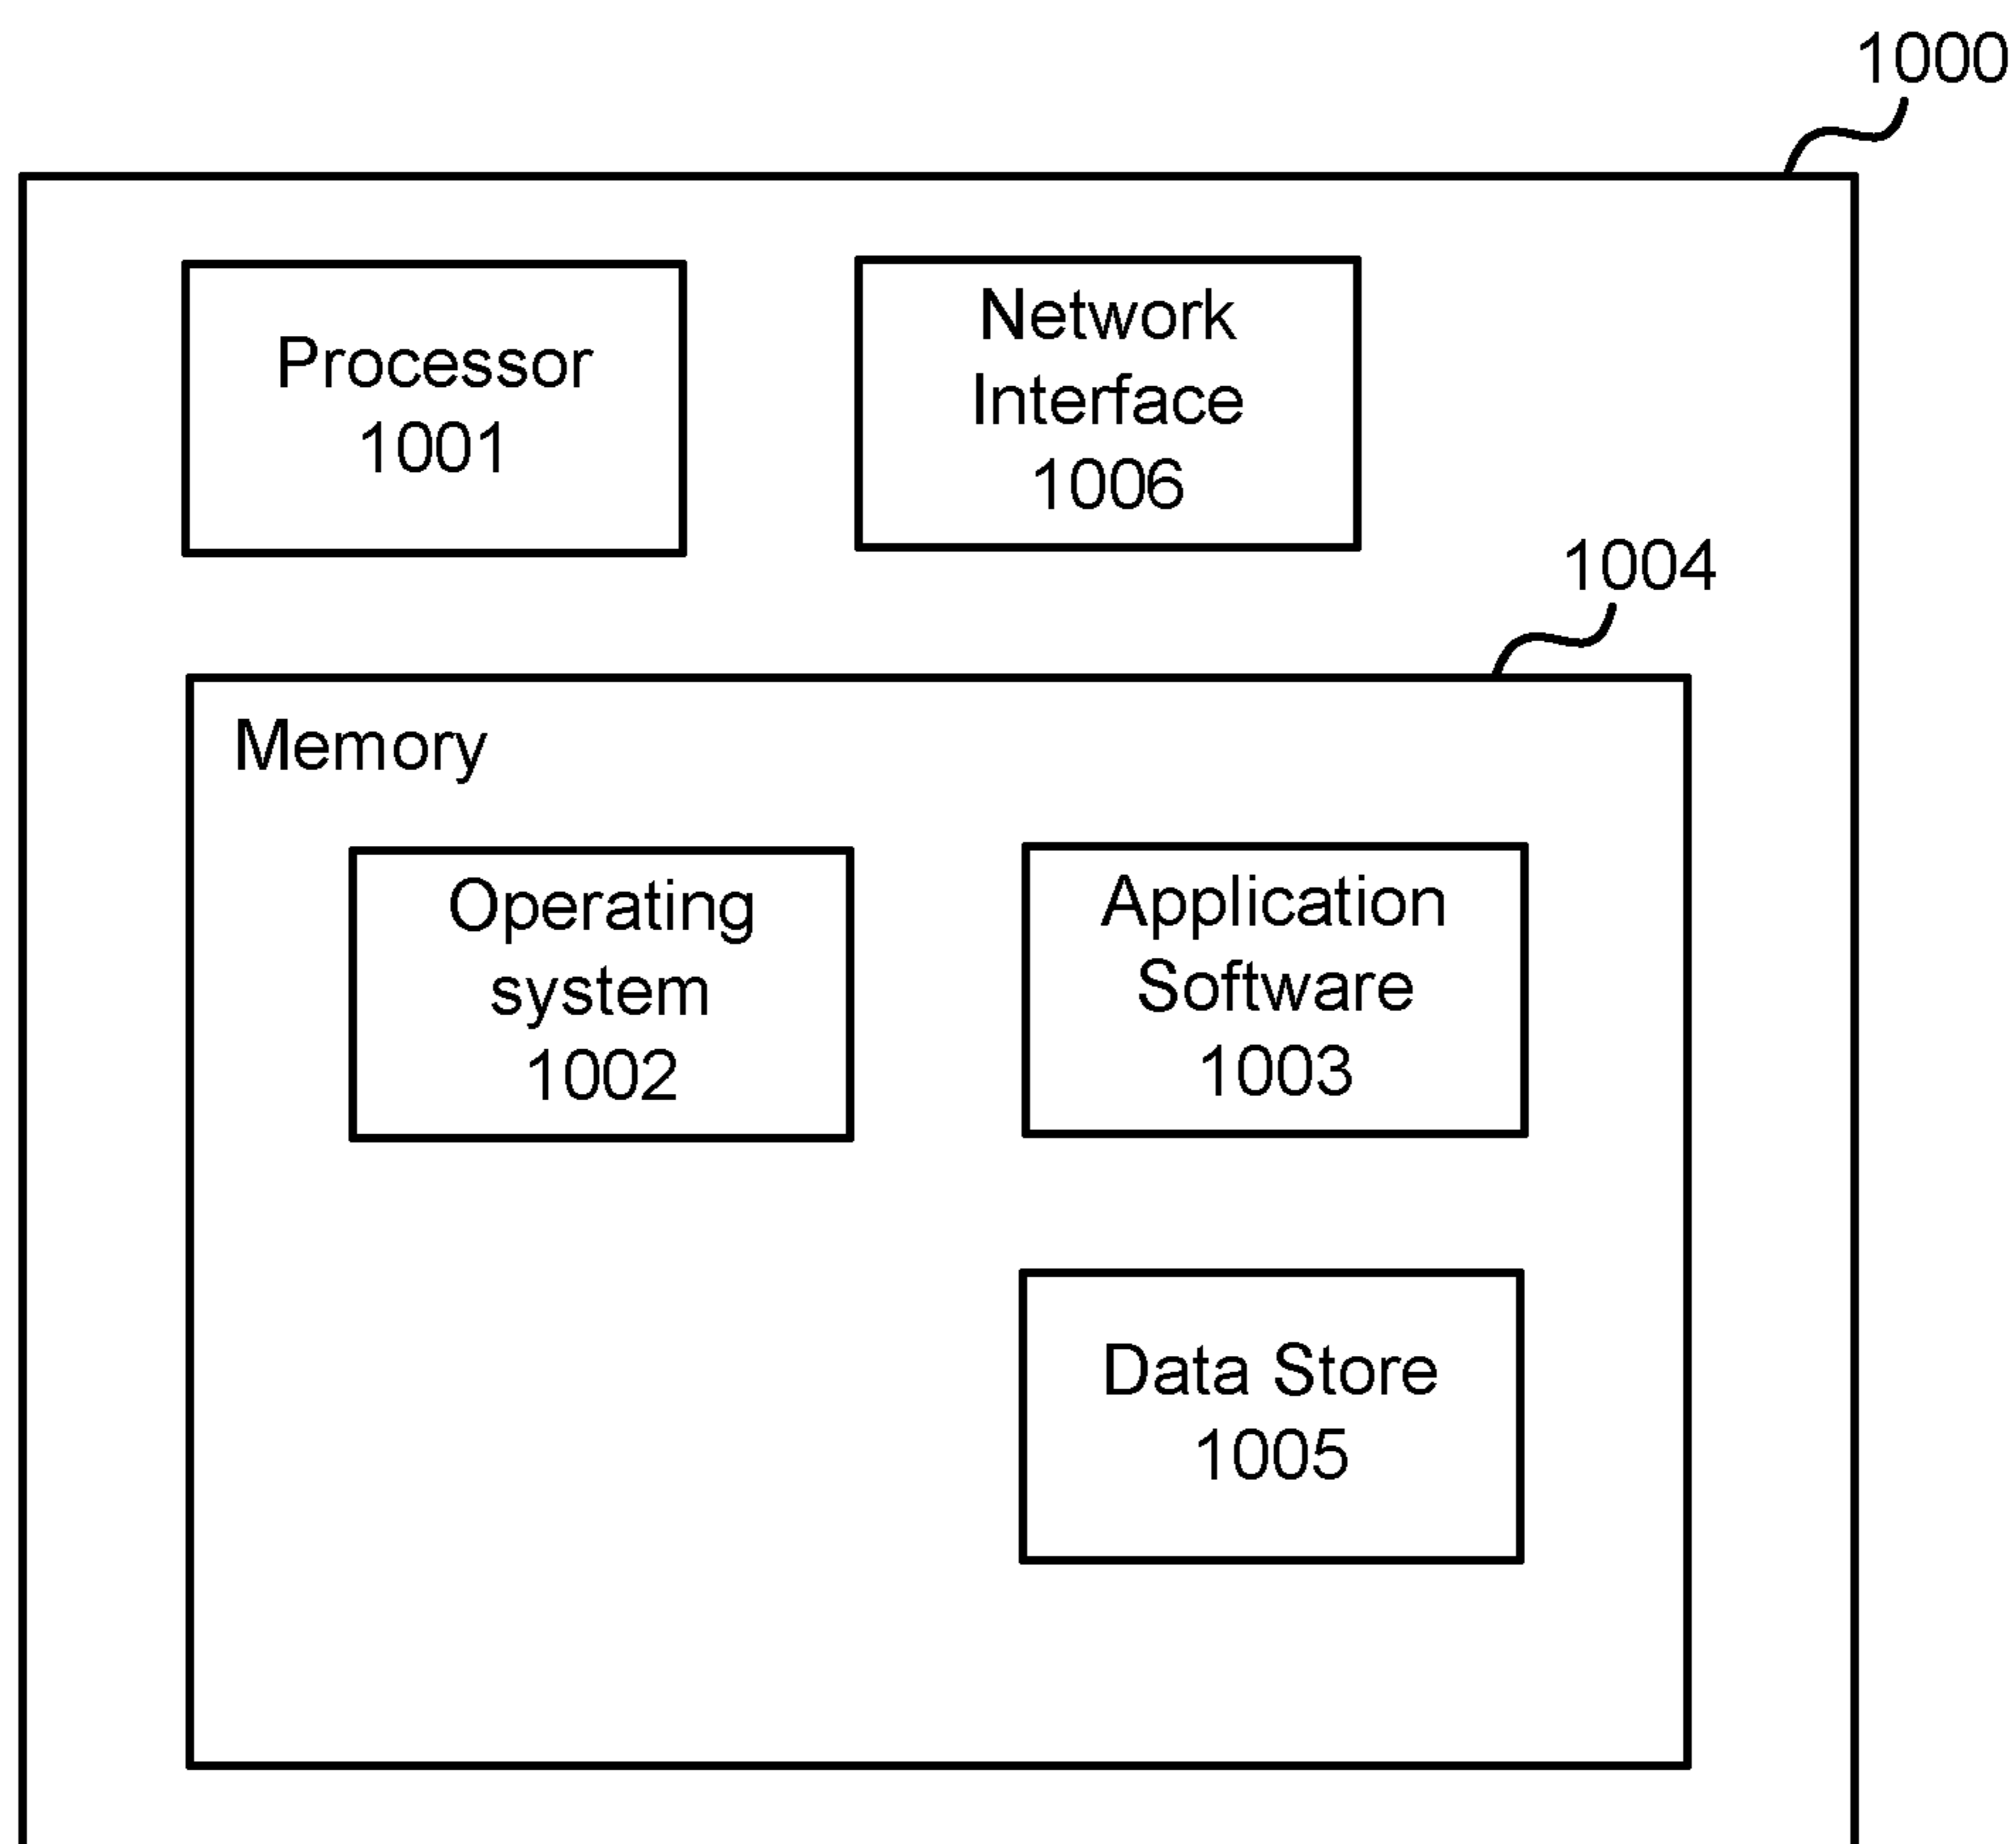 1000
Processor
1001
Network
Interface
1006
1004
Memory
Operating
system
1002
Application
Software
1003
Data Store
1005